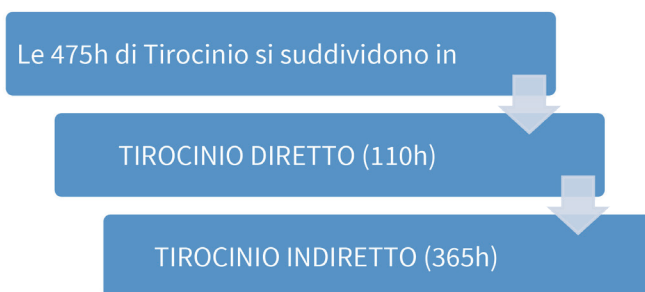 Le 475h di Tirocinio si suddividono in
TIROCINIO DIRETTO (110h)
TIROCINIO INDIRETTO (365h)